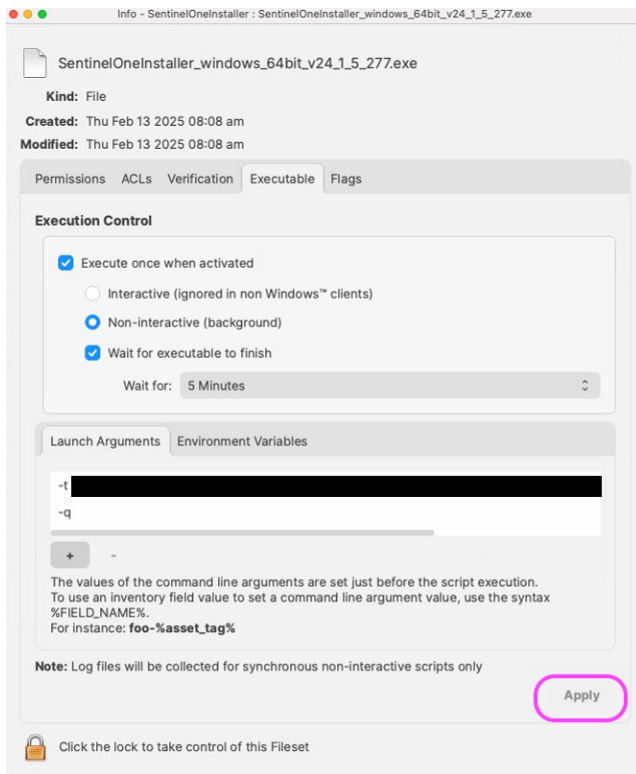 Info - SentinelOneInstaller : SentinelOneInstaller_windows_64bit_v24_1_5_277.exe
SentinelOneInstaller_windows_64bit_v24_1_5_277.exe
Kind: File
Created: Thu Feb 13 2025 08:08 am
Modified: Thu Feb 13 2025 08:08 am
Permissions ACLs Verification Executable Flags
Execution Control
Execute once when activated
Interactive (ignored in non Windows™ clients)
Non-interactive (background)
Wait for executable to finish
Wait for: 5 Minutes
Launch Arguments Environment Variables
-t
-q
+ -
The values of the command line arguments are set just before the script execution.
To use an inventory field value to set a command line argument value, use the syntax
%FIELD_NAME%.
For instance: foo-%asset_tag%
Note: Log files will be collected for synchronous non-interactive scripts only
Apply
Click the lock to take control of this Fileset